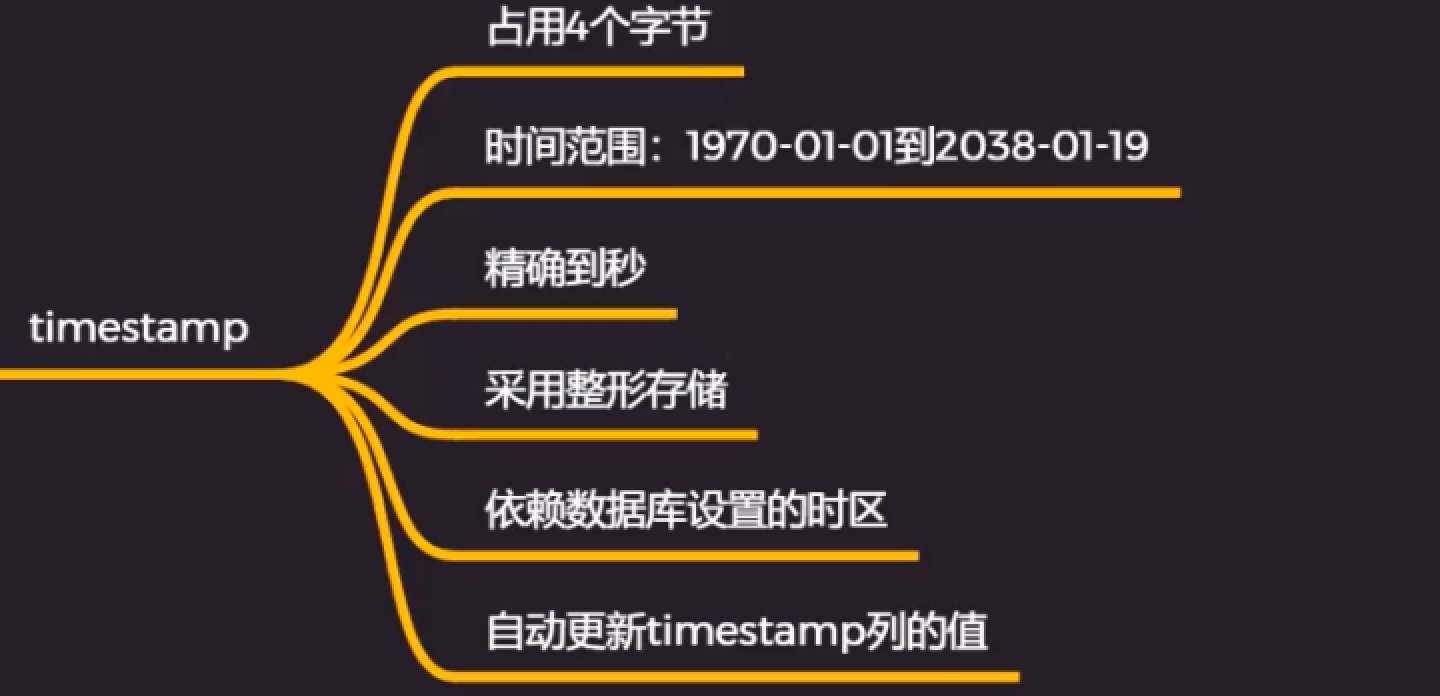 占用4个字节
时间范围：1970-01-01到2038-01-19
精确到秒
timestamp
采用整形存储
依赖数据库设置的时区
自动更新timestamp列的值